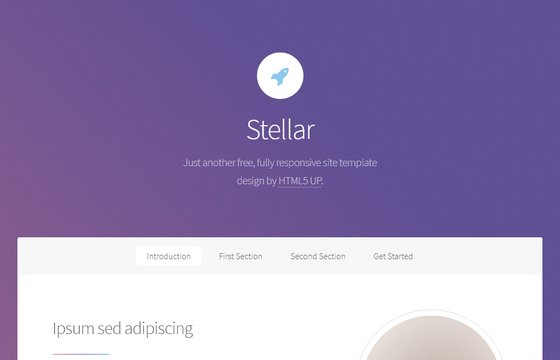 Stellar
Just another free, fully responsive site template
design by HTML5 UP.
Introduction First Section Second Section Get Started
Ipsum sed adipiscing